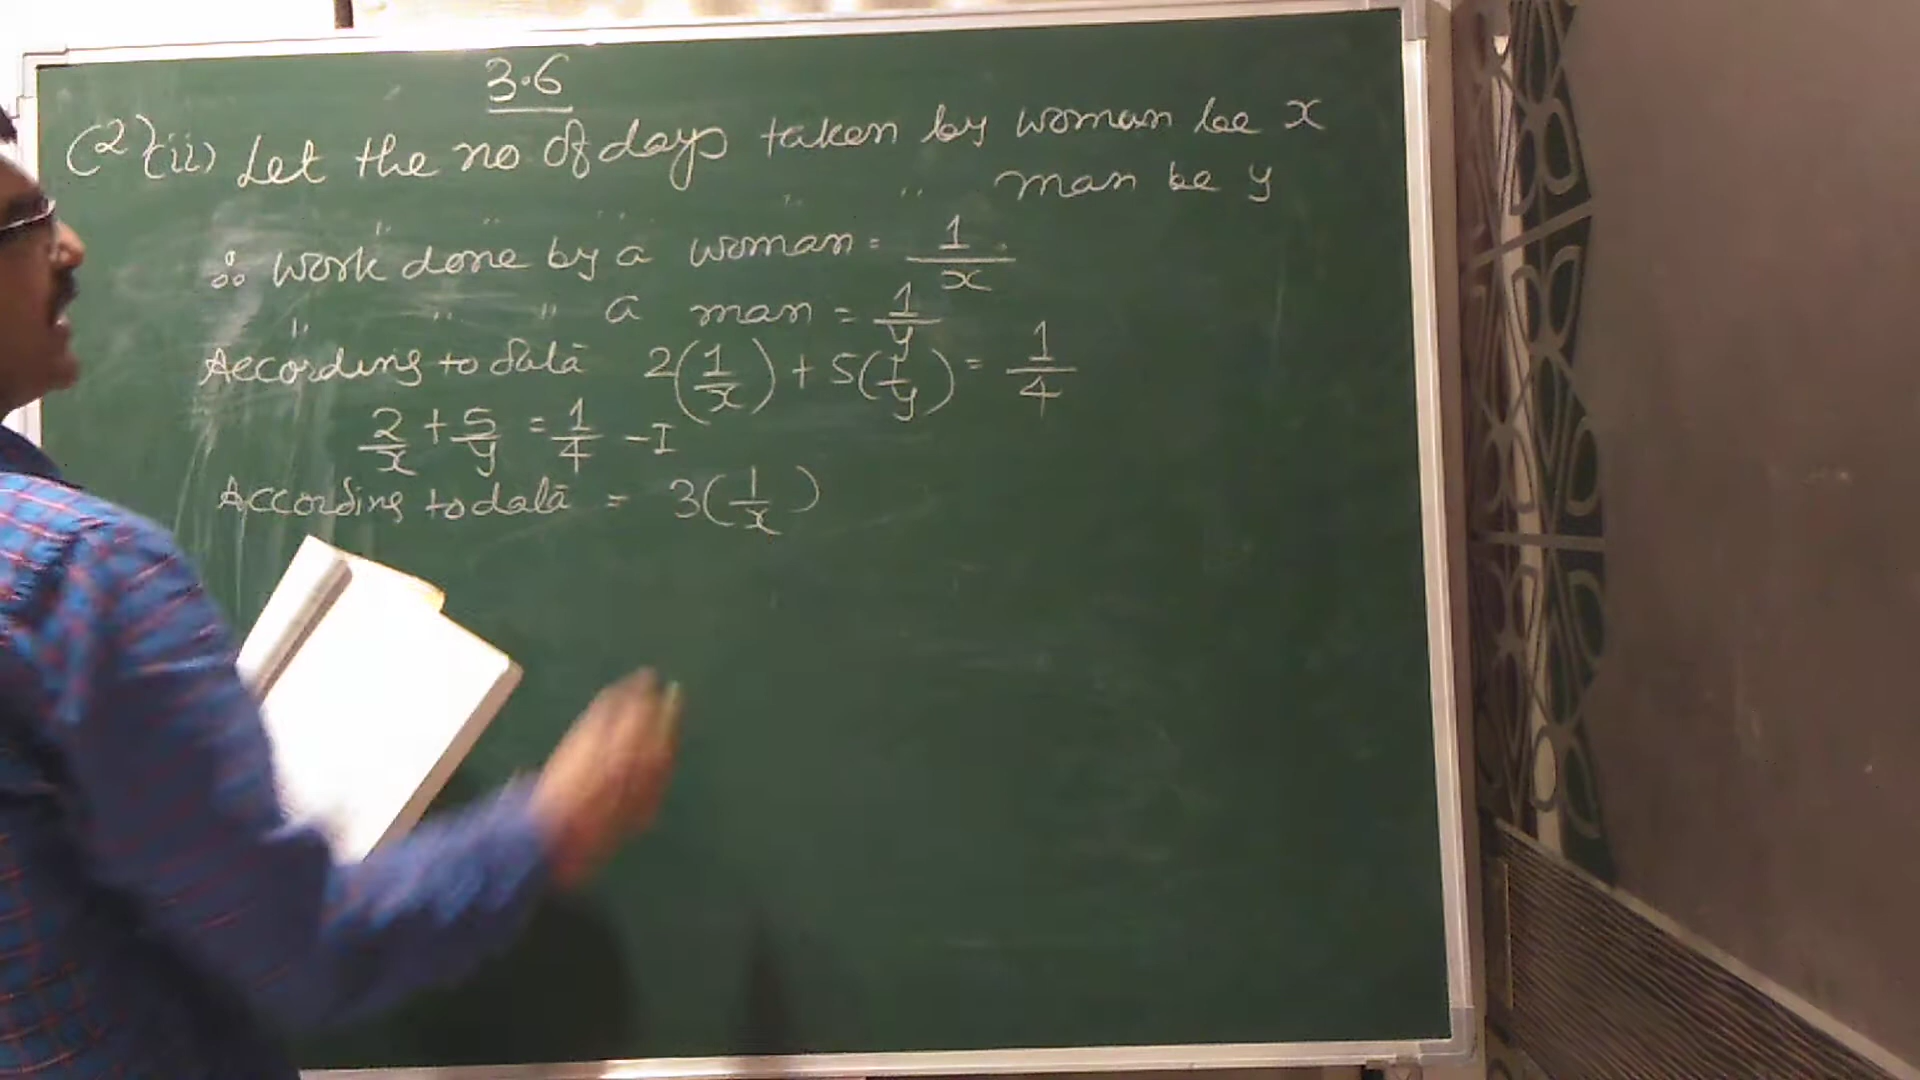 3.6
(2)(ii) Let the no of days taken by woman be x
" " " " " man be y
∴ work done by a woman = 1/x
" " " a man = 1/y
According to data 2(1/x) + 5(1/y) = 1/4
2/x + 5/y = 1/4 - I
According to data = 3(1/x)